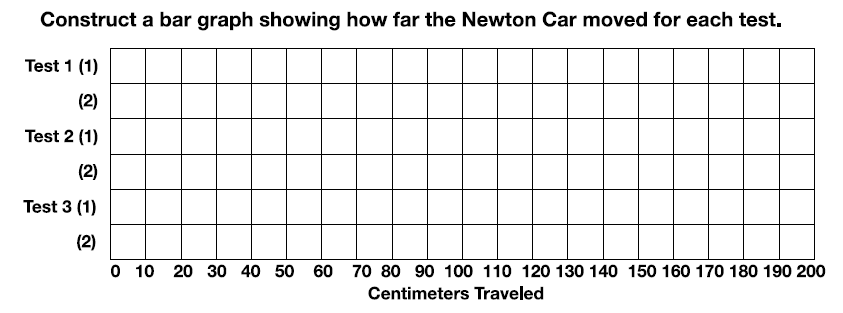 Construct a bar graph showing how far the Newton Car moved for each test.
Test 1 (1)
(2)
Test 2 (1)
(2)
Test 3 (1)
(2)
0 10 20 30 40 50 60 70 80 90 100 110 120 130 140 150 160 170 180 190 200
Centimeters Traveled